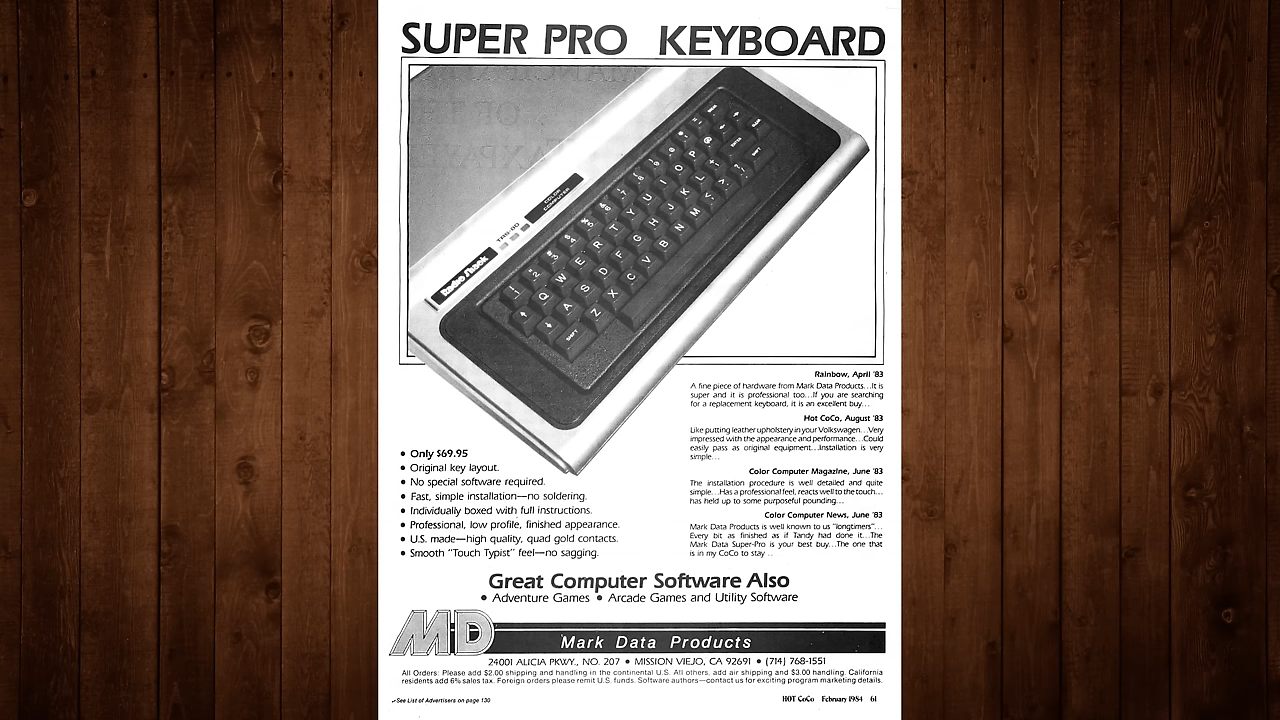 SUPER PRO KEYBOARD
Radio Shack
TRS-80
COLOR
COMPUTER
Q W E R T Y U I O P @
A S D F G H J K L
SHIFT Z X C V B N M
Rainbow, April '83
A fine piece of hardware from Mark Data Products...It is
super and it is professional too...If you are searching
for a replacement keyboard, it is an excellent buy...
Hot CoCo, August '83
Like putting leather upholstery in your Volkswagen...Very
impressed with the appearance and performance...Could
easily pass as original equipment...Installation is very
simple...
Color Computer Magazine, June '83
The installation procedure is well detailed and quite
simple...Has a professional feel, reacts well to the touch...
has held up to some purposeful pounding...
Color Computer News, June '83
Mark Data Products is well known to us "longtimers"...
Every bit as finished as if Tandy had done it...The
Mark Data Super-Pro is your best buy...The one that
is in my CoCo to stay ..
• Only $69.95
• Original key layout.
• No special software required.
• Fast, simple installation—no soldering.
• Individually boxed with full instructions.
• Professional, low profile, finished appearance.
• U.S. made—high quality, quad gold contacts.
• Smooth "Touch Typist" feel—no sagging.
Great Computer Software Also
• Adventure Games • Arcade Games and Utility Software
MD
Mark Data Products
24001 ALICIA PKWY., NO. 207 • MISSION VIEJO, CA 92691 • (714) 768-1551
All Orders: Please add $2.00 shipping and handling in the continental U.S. All others, add air shipping and $3.00 handling. California
residents add 6% sales tax. Foreign orders please remit U.S. funds. Software authors—contact us for exciting program marketing details.
See List of Advertisers on page 130
HOT CoCo February 1984 61